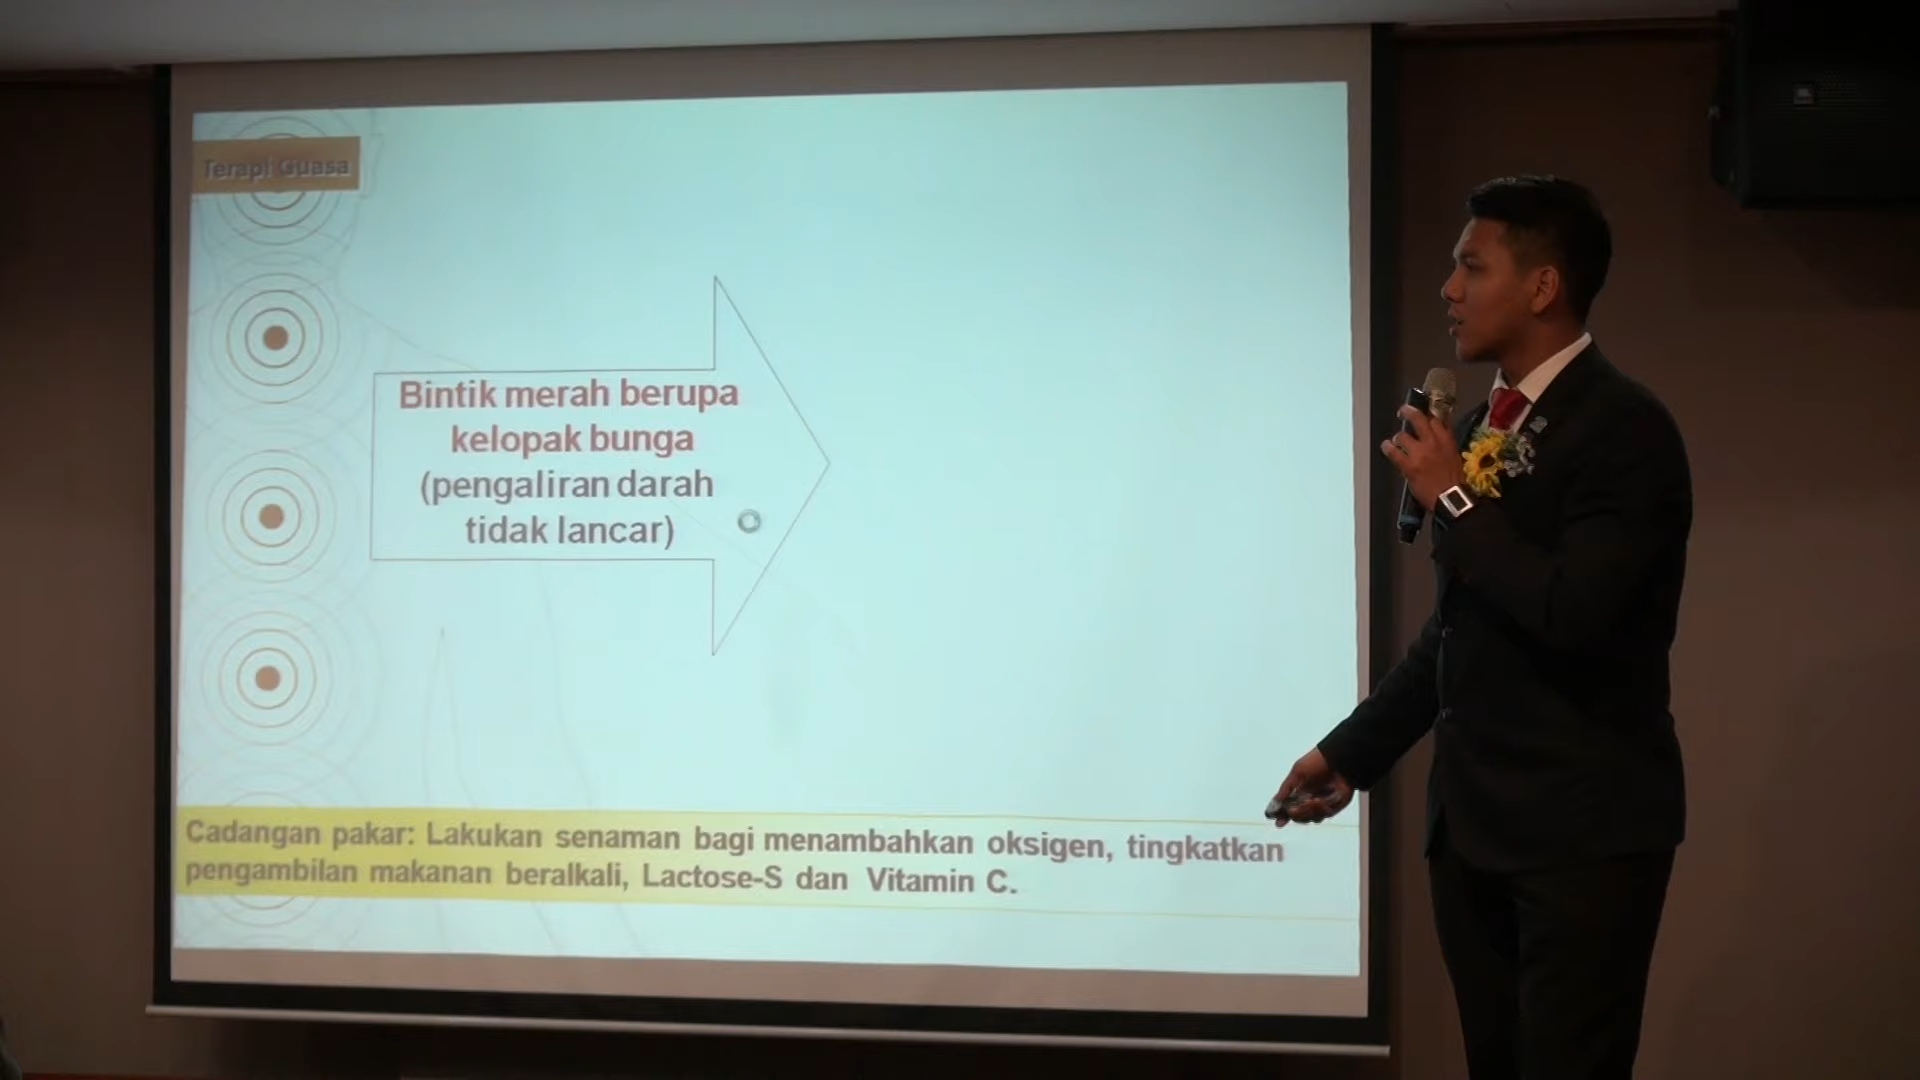 Terapi Guasa
Bintik merah berupa
kelopak bunga
(pengaliran darah
tidak lancar)
Cadangan pakar: Lakukan senaman bagi menambahkan oksigen, tingkatkan
pengambilan makanan beralkali, Lactose-S dan Vitamin C.